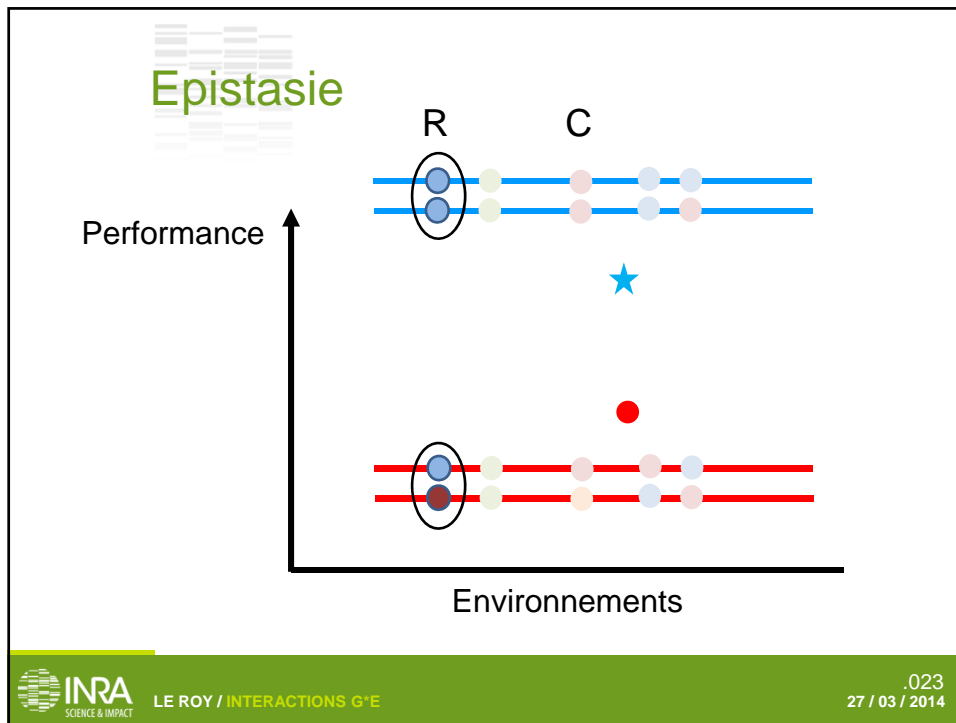 Epistasie
R C
Performance
Environnements
INRA
SCIENCE & IMPACT
LE ROY / INTERACTIONS G*E
.023
27 / 03 / 2014